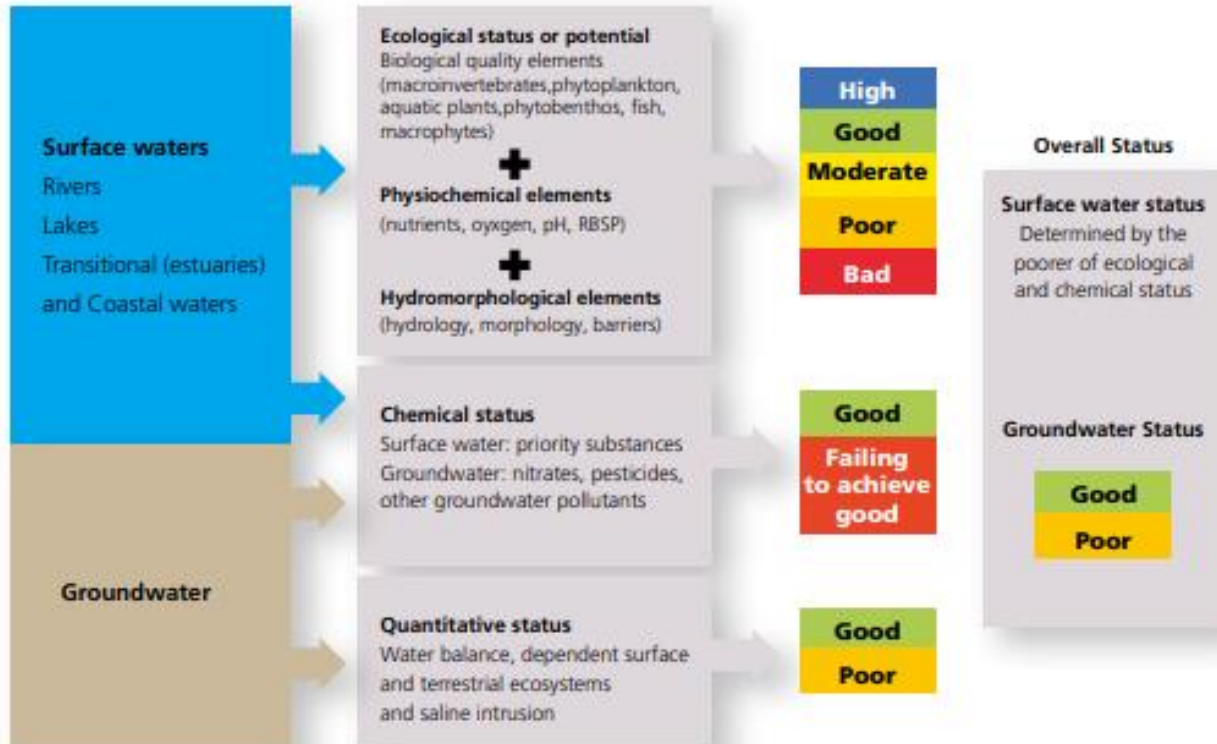 Surface waters
Rivers
Lakes
Transitional (estuaries)
and Coastal waters
Groundwater
Ecological status or potential
Biological quality elements
(macroinvertebrates,phytoplankton,
aquatic plants,phytobenthos, fish,
macrophytes)
+
Physiochemical elements
(nutrients, oyxgen, pH, RBSP)
+
Hydromorphological elements
(hydrology, morphology, barriers)
Chemical status
Surface water: priority substances
Groundwater: nitrates, pesticides,
other groundwater pollutants
Quantitative status
Water balance, dependent surface
and terrestrial ecosystems
and saline intrusion
High
Good
Moderate
Poor
Bad
Good
Failing
to achieve
good
Good
Poor
Overall Status
Surface water status
Determined by the
poorer of ecological
and chemical status
Groundwater Status
Good
Poor